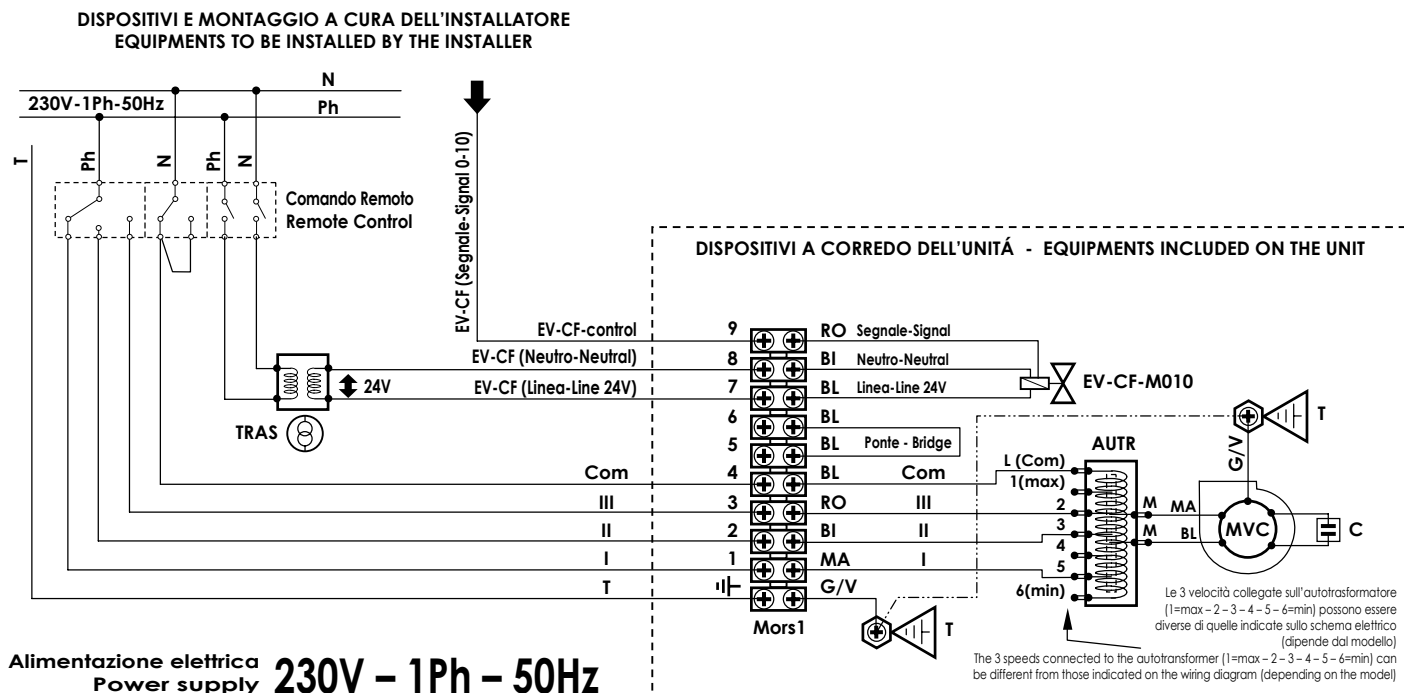 DISPOSITIVI E MONTAGGIO A CURA DELL'INSTALLATORE
EQUIPMENTS TO BE INSTALLED BY THE INSTALLER
N
230V-1Ph-50Hz
Ph
T
Ph
N
Ph
N
Comando Remoto
Remote Control
EV-CF (Segnale-Signal 0-10)
DISPOSITIVI A CORREDO DELL'UNITÁ - EQUIPMENTS INCLUDED ON THE UNIT
EV-CF-control
9
RO
Segnale-Signal
EV-CF (Neutro-Neutral)
8
BI
Neutro-Neutral
24V
EV-CF (Linea-Line 24V)
7
BL
Linea-Line 24V
EV-CF-M010
TRAS
6
BL
5
BL
Ponte - Bridge
Com
4
BL
Com
III
3
RO
III
II
2
BI
II
I
1
MA
I
T
G/V
Mors1
T
AUTR
L (Com)
1(max)
2
3
4
5
6(min)
M
MA
M
BL
G/V
T
MVC
C
Le 3 velocità collegate sull'autotrasformatore
(1=max – 2 – 3 – 4 – 5 – 6=min) possono essere
diverse di quelle indicate sullo schema elettrico
(dipende dal modello)
The 3 speeds connected to the autotransformer (1=max – 2 – 3 – 4 – 5 – 6=min) can
be different from those indicated on the wiring diagram (depending on the model)
Alimentazione elettrica
Power supply
230V – 1Ph – 50Hz